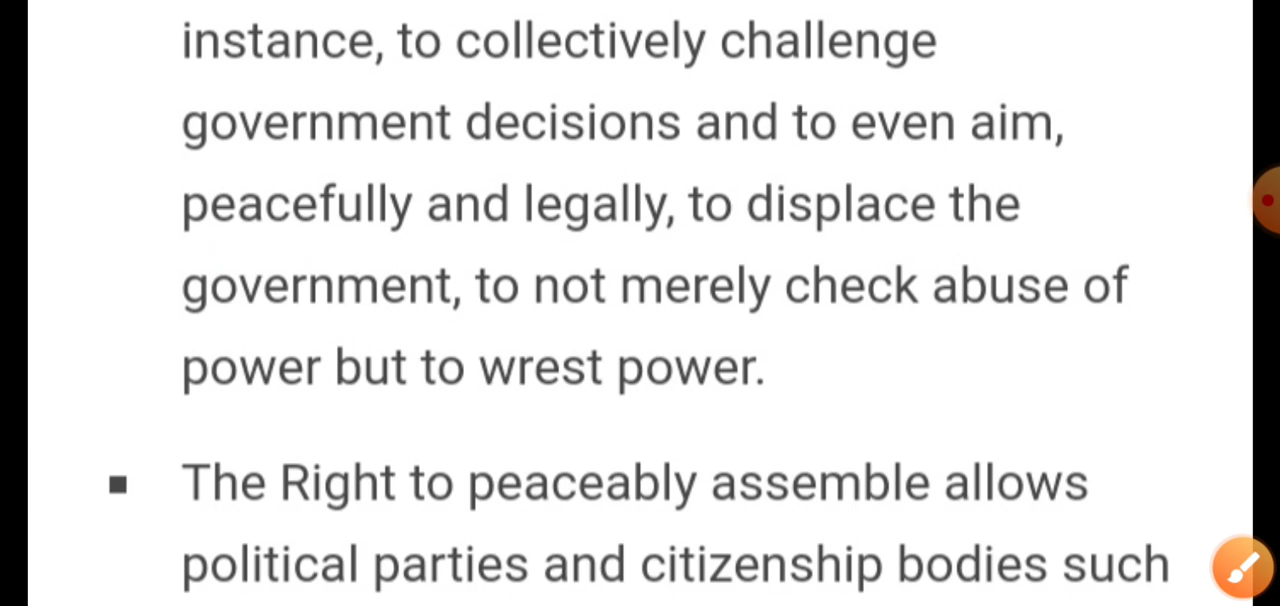 instance, to collectively challenge
government decisions and to even aim,
peacefully and legally, to displace the
government, to not merely check abuse of
power but to wrest power.
The Right to peaceably assemble allows
political parties and citizenship bodies such